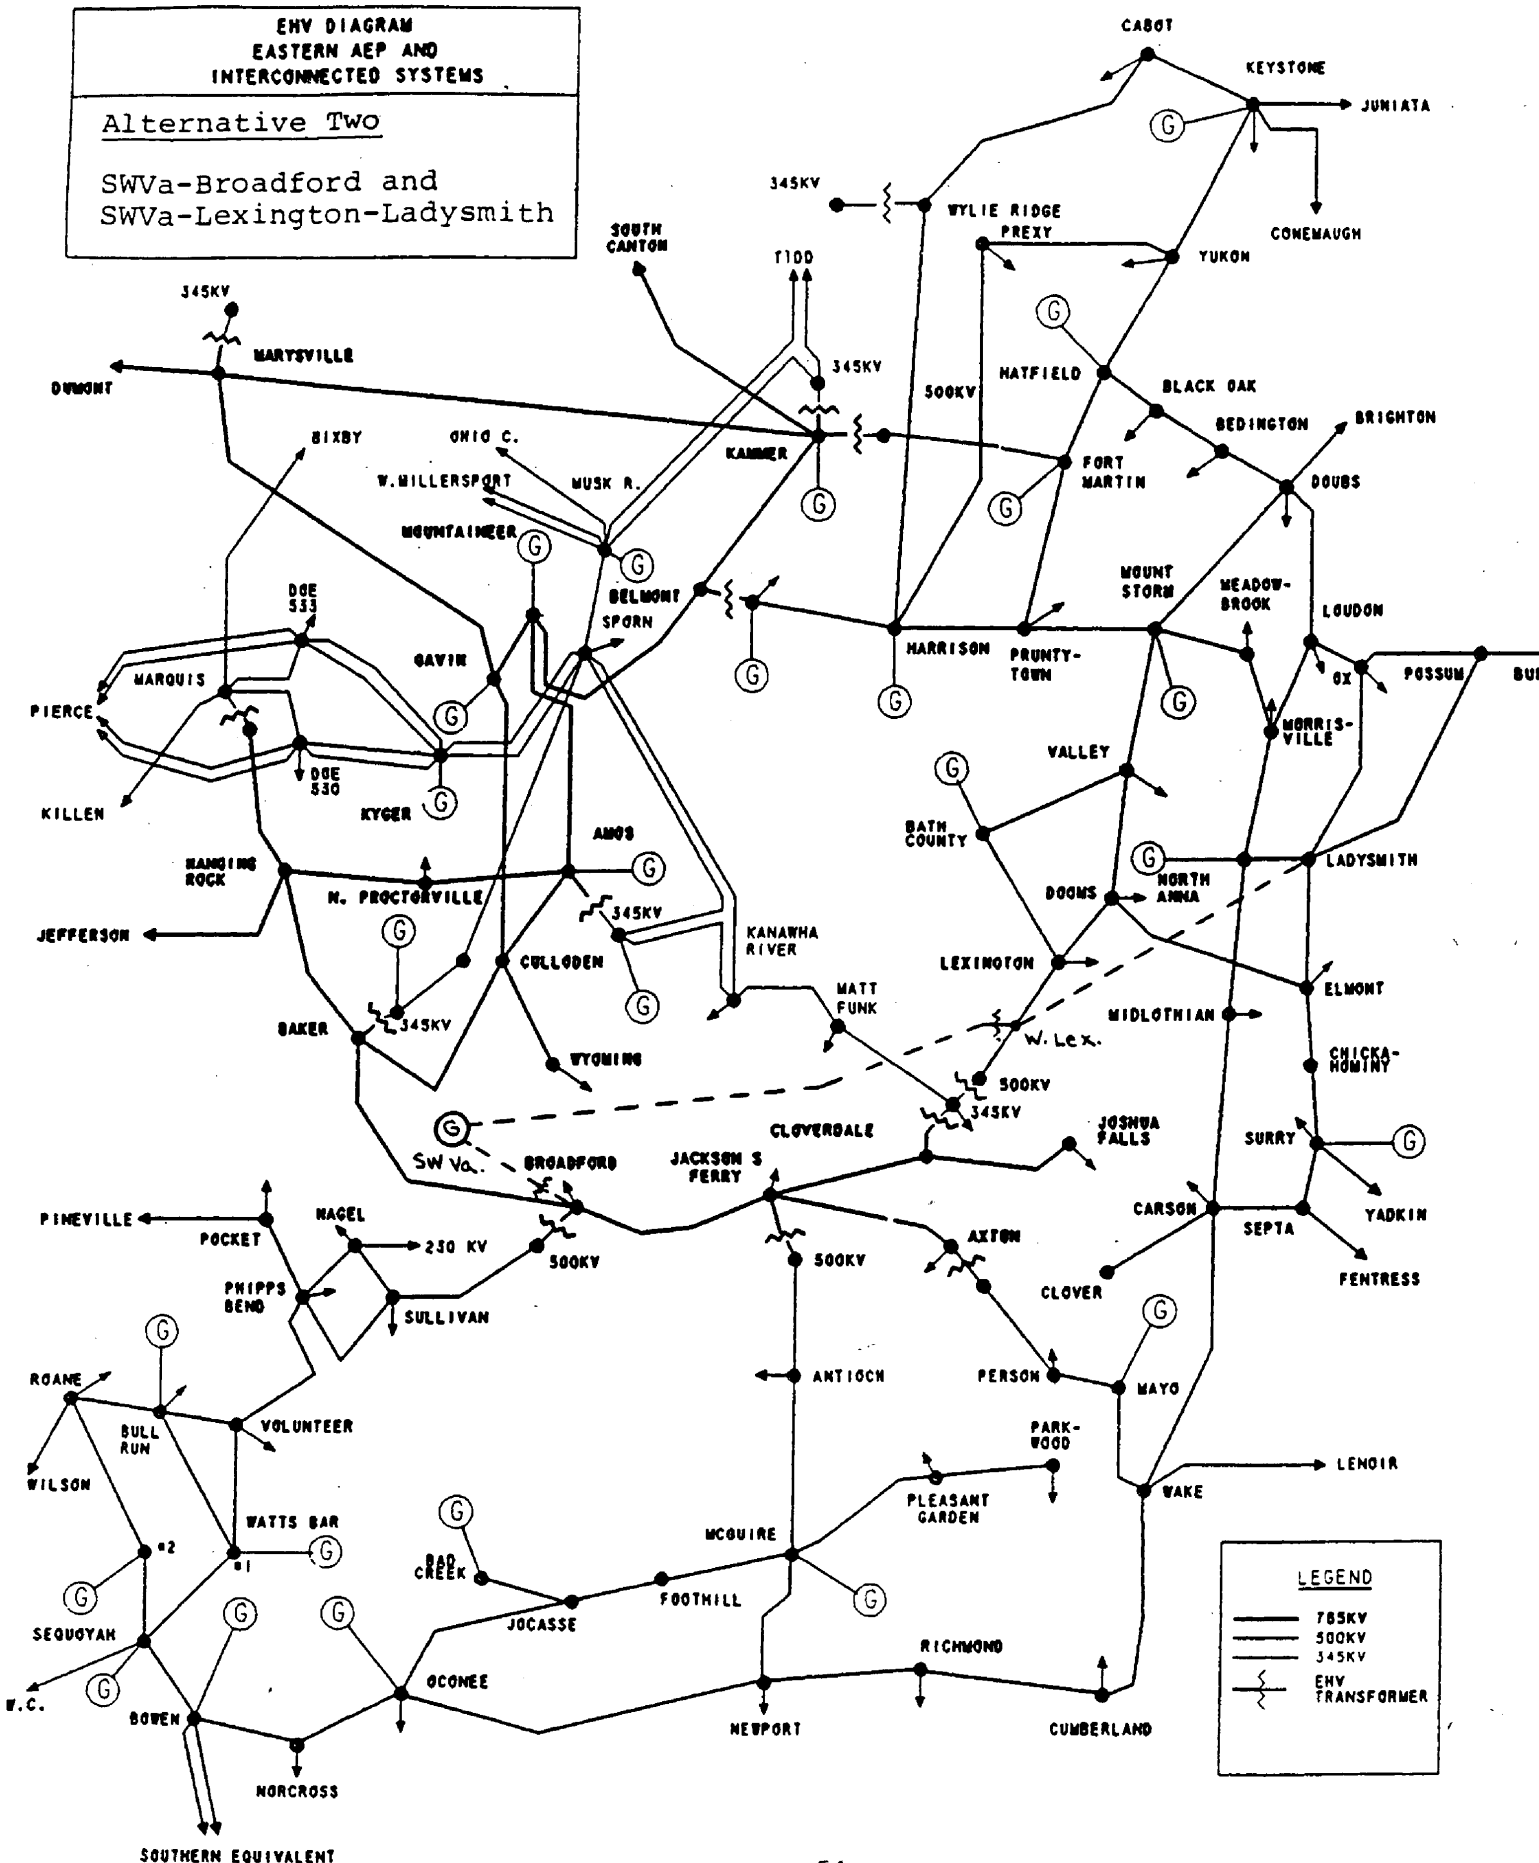 EHV DIAGRAM
EASTERN AEP AND
INTERCONNECTED SYSTEMS
Alternative Two
SWVa-Broadford and
SWVa-Lexington-Ladysmith
CABOT
KEYSTONE
JUNIATA
G
CONEMAUGH
345KV
WYLIE RIDGE
PREXY
YUKON
SOUTH
CANTON
TIDD
345KV
MARYSVILLE
DUMONT
345KV
G
HATFIELD
500KV
BLACK OAK
BEDINGTON
BRIGHTON
DOUBS
BIXBY
OHIO C.
KAMMER
W.MILLERSPORT
MUSK R.
FORT
MARTIN
G
G
MOUNTAINEER
G
G
BELMONT
SPORN
DOE
533
GAVIN
G
MARQUIS
PIERCE
DOE
530
KILLEN
KYGER
G
G
HARRISON
G
PRUNTY-
TOWN
MOUNT
STORM
G
MEADOW-
BROOK
LOUDON
OX
POSSUM
MORRIS-
VILLE
VALLEY
G
BATH
COUNTY
AMOS
G
HANGING
ROCK
N. PROCTORVILLE
345KV
G
G
JEFFERSON
CULLODEN
KANAWHA
RIVER
G
NORTH
ANNA
LADYSMITH
DOOMS
LEXINGTON
ELMONT
MIDLOTHIAN
MATT
FUNK
BAKER
345KV
WYOMING
W. Lex.
CHICKA-
HOMINY
500KV
345KV
CLOVERDALE
JOSHUA
FALLS
SURRY
G
G
SW Va.
BROADFORD
JACKSON S
FERRY
YADKIN
CARSON
SEPTA
FENTRESS
PINEVILLE
POCKET
NAGEL
230 KV
500KV
500KV
AXTON
CLOVER
PHIPPS
BEND
SULLIVAN
G
G
ROANE
BULL
RUN
VOLUNTEER
WILSON
ANTIOCH
PERSON
MAYO
PARK-
WOOD
LENOIR
WAKE
PLEASANT
GARDEN
WATTS BAR
#2
#1
G
G
G
BAD
CREEK
MCGUIRE
FOOTHILL
JOCASSE
G
SEQUOYAH
G
G
G
W.C.
BOWEN
OCONEE
RICHMOND
NEWPORT
CUMBERLAND
NORCROSS
SOUTHERN EQUIVALENT
LEGEND
765KV
500KV
345KV
EHV
TRANSFORMER